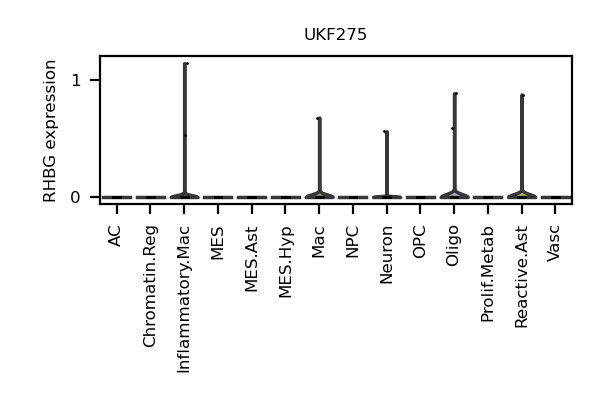 UKF275
RHBG expression
1
0
AC
Chromatin.Reg
Inflammatory.Mac
MES
MES.Ast
MES.Hyp
Mac
NPC
Neuron
OPC
Oligo
Prolif.Metab
Reactive.Ast
Vasc